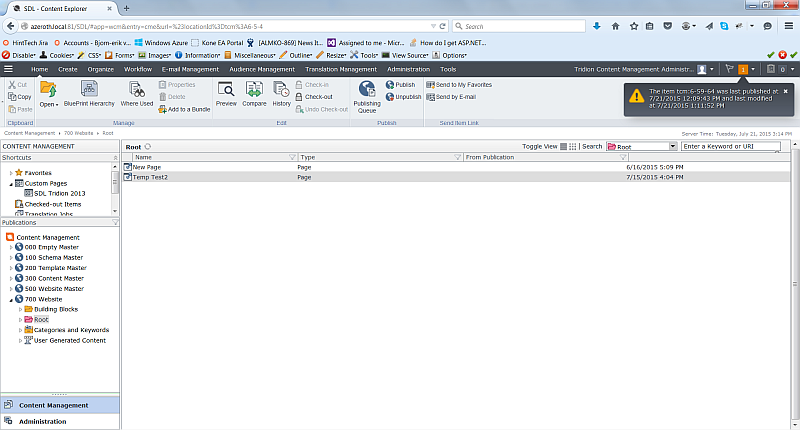 SDL - Content Explorer
azeroth.local:81/SDL/#app=wcm&entry=cme&url=%23locationId%3Dtcm%3A6-5-4
Search
HintTech Jira
Accounts - Bjorn-erik v...
Windows Azure
Kone EA Portal
[ALMKO-869] News It...
Assigned to me - Micr...
How do I get ASP.NET...
Disable
Cookies
CSS
Forms
Images
Information
Miscellaneous
Outline
Resize
Tools
View Source
Options
Home Create Organize Workflow E-mail Management Audience Management Translation Management Administration Tools
Tridion Content Management Administr...
1
0
The item tcm:6-59-64 was last published at
7/21/2015 12:09:43 PM and last modified
at 7/21/2015 1:11:52 PM
Cut
Copy
Paste
Clipboard
Open
BluePrint Hierarchy
Where Used
Properties
Delete
Add to a Bundle
Manage
Preview
Compare
History
Check-in
Check-out
Undo Check-out
Edit
Publishing
Queue
Publish
Unpublish
Publish
Send to My Favorites
Send by E-mail
Send Item Link
Content Management 700 Website Root
Server Time: Tuesday, July 21, 2015 3:14 PM
CONTENT MANAGEMENT
Shortcuts
Favorites
Custom Pages
SDL Tridion 2013
Checked-out Items
Translation Jobs
Publications
Content Management
000 Empty Master
100 Schema Master
200 Template Master
300 Content Master
500 Website Master
700 Website
Building Blocks
Root
Categories and Keywords
User Generated Content
Content Management
Administration
Root
Toggle View
Search
Root
Enter a Keyword or URI
Name Type From Publication
New Page Page 6/16/2015 5:09 PM
Temp Test2 Page 7/15/2015 4:04 PM